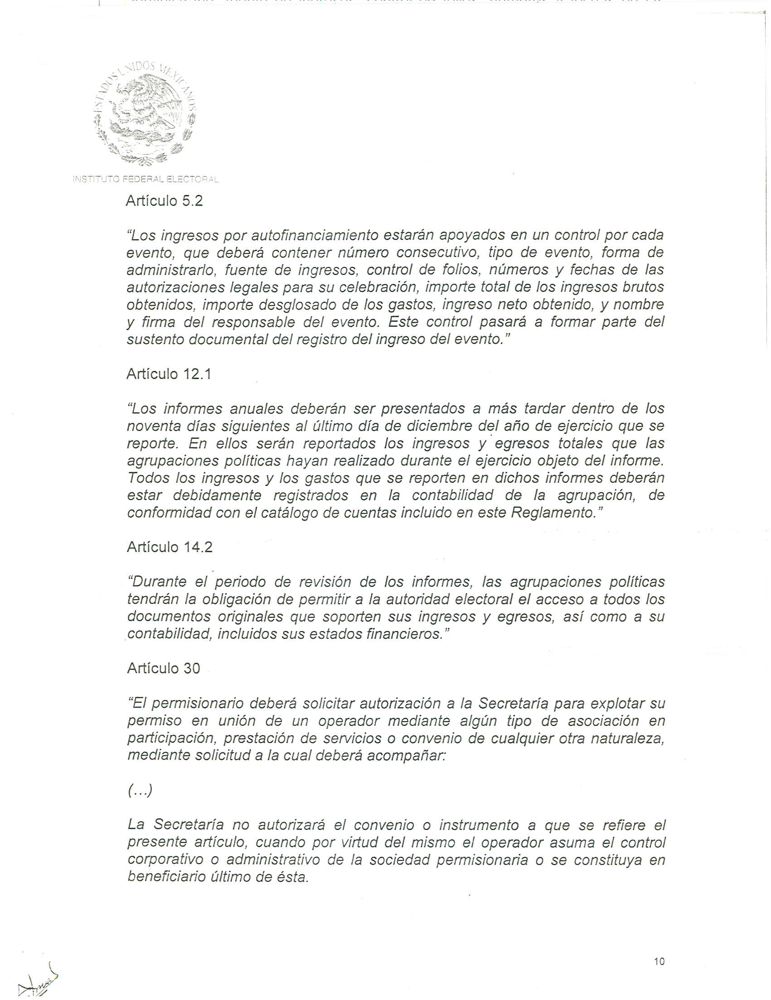 ESTADOS UNIDOS MEXICANOS
INSTITUTO FEDERAL ELECTORAL
Artículo 5.2
“Los ingresos por autofinanciamiento estarán apoyados en un control por cada
evento, que deberá contener número consecutivo, tipo de evento, forma de
administrarlo, fuente de ingresos, control de folios, números y fechas de las
autorizaciones legales para su celebración, importe total de los ingresos brutos
obtenidos, importe desglosado de los gastos, ingreso neto obtenido, y nombre
y firma del responsable del evento. Este control pasará a formar parte del
sustento documental del registro del ingreso del evento.”
Artículo 12.1
“Los informes anuales deberán ser presentados a más tardar dentro de los
noventa días siguientes al último día de diciembre del año de ejercicio que se
reporte. En ellos serán reportados los ingresos y egresos totales que las
agrupaciones políticas hayan realizado durante el ejercicio objeto del informe.
Todos los ingresos y los gastos que se reporten en dichos informes deberán
estar debidamente registrados en la contabilidad de la agrupación, de
conformidad con el catálogo de cuentas incluido en este Reglamento.”
Artículo 14.2
“Durante el periodo de revisión de los informes, las agrupaciones políticas
tendrán la obligación de permitir a la autoridad electoral el acceso a todos los
documentos originales que soporten sus ingresos y egresos, así como a su
contabilidad, incluidos sus estados financieros.”
Artículo 30
“El permisionario deberá solicitar autorización a la Secretaría para explotar su
permiso en unión de un operador mediante algún tipo de asociación en
participación, prestación de servicios o convenio de cualquier otra naturaleza,
mediante solicitud a la cual deberá acompañar:
(...)
La Secretaría no autorizará el convenio o instrumento a que se refiere el
presente artículo, cuando por virtud del mismo el operador asuma el control
corporativo o administrativo de la sociedad permisionaria o se constituya en
beneficiario último de ésta.
10